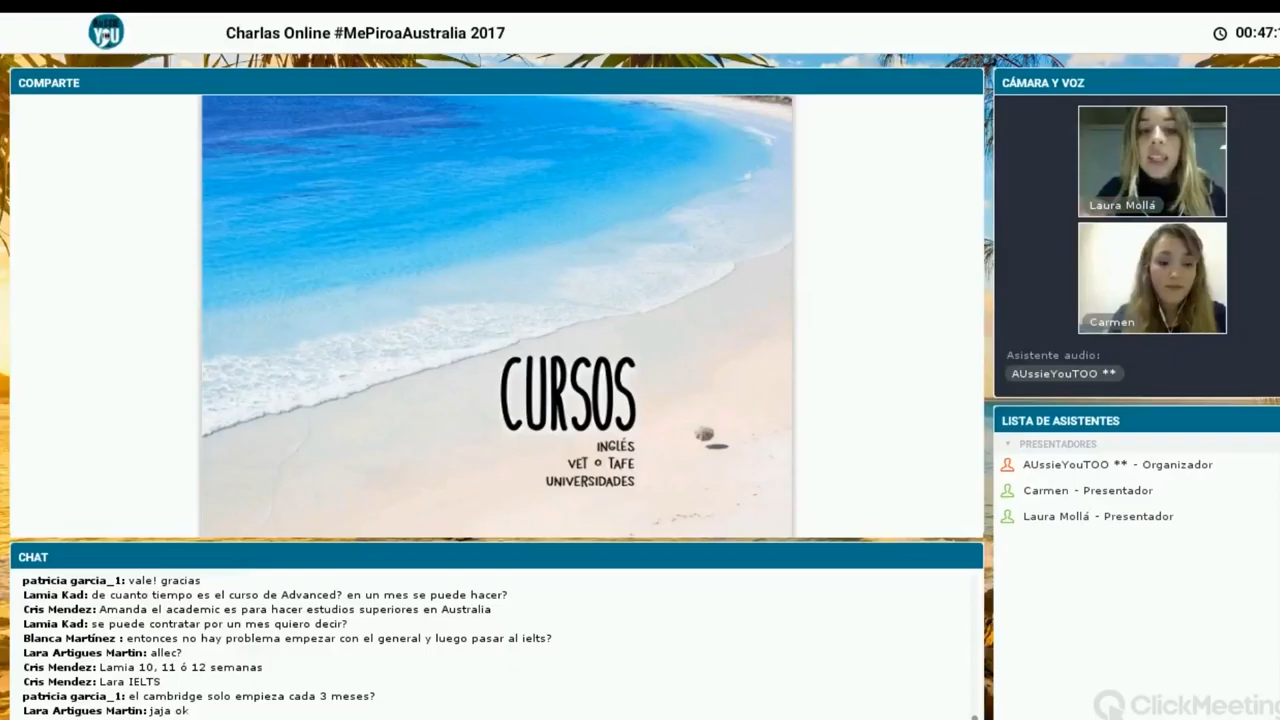 YOU
Charlas Online #MePiroaAustralia 2017
00:47:
COMPARTE
CURSOS
INGLÉS
VET o TAFE
UNIVERSIDADES
CÁMARA Y VOZ
Laura Mollá
Carmen
Asistente audio:
AUssieYouTOO **
LISTA DE ASISTENTES
PRESENTADORES
AUssieYouTOO ** - Organizador
Carmen - Presentador
Laura Mollá - Presentador
CHAT
patricia garcia_1: vale! gracias
Lamia Kad: de cuanto tiempo es el curso de Advanced? en un mes se puede hacer?
Cris Mendez: Amanda el academic es para hacer estudios superiores en Australia
Lamia Kad: se puede contratar por un mes quiero decir?
Blanca Martínez : entonces no hay problema empezar con el general y luego pasar al ielts?
Lara Artigues Martin: allec?
Cris Mendez: Lamia 10, 11 ó 12 semanas
Cris Mendez: Lara IELTS
patricia garcia_1: el cambridge solo empieza cada 3 meses?
Lara Artigues Martin: jaja ok
ClickMeeting